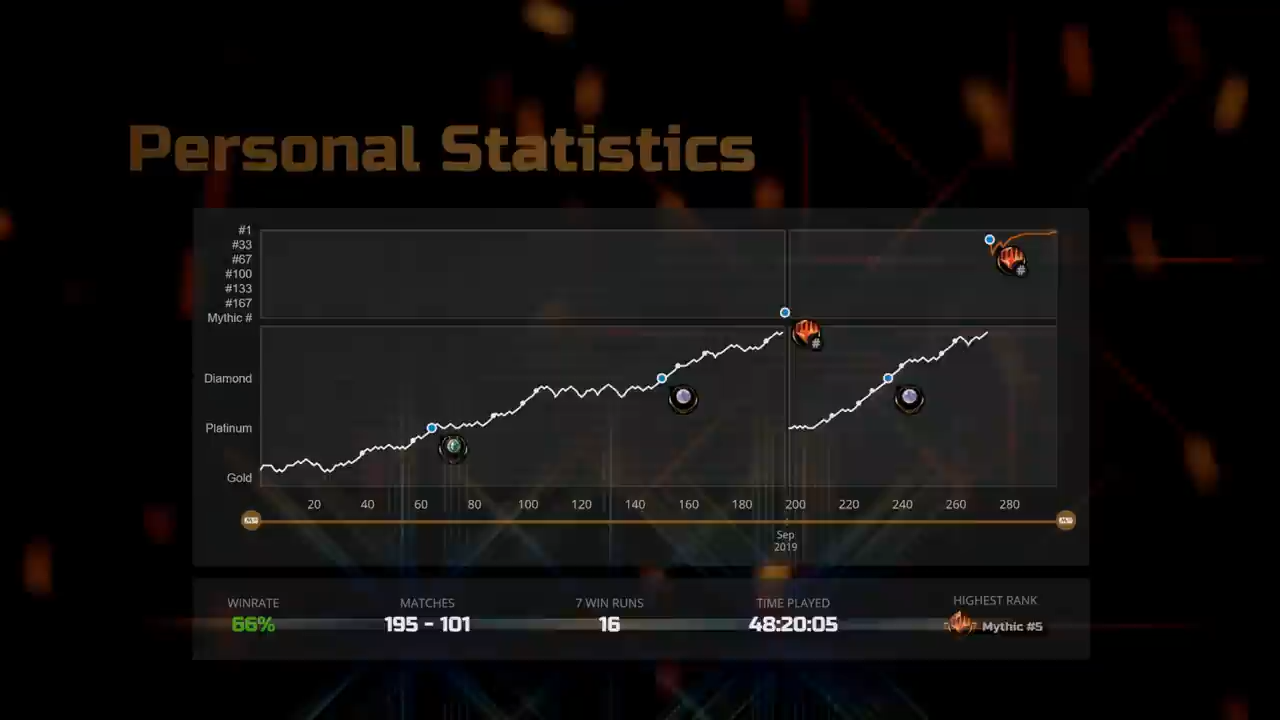 Personal Statistics
#1
#33
#67
#100
#133
#167
Mythic #
Diamond
Platinum
Gold
#
#
20 40 60 80 100 120 140 160 180 200 220 240 260 280
Sep
2019
WINRATE MATCHES 7 WIN RUNS TIME PLAYED HIGHEST RANK
66% 195 - 101 16 48:20:05 Mythic #5